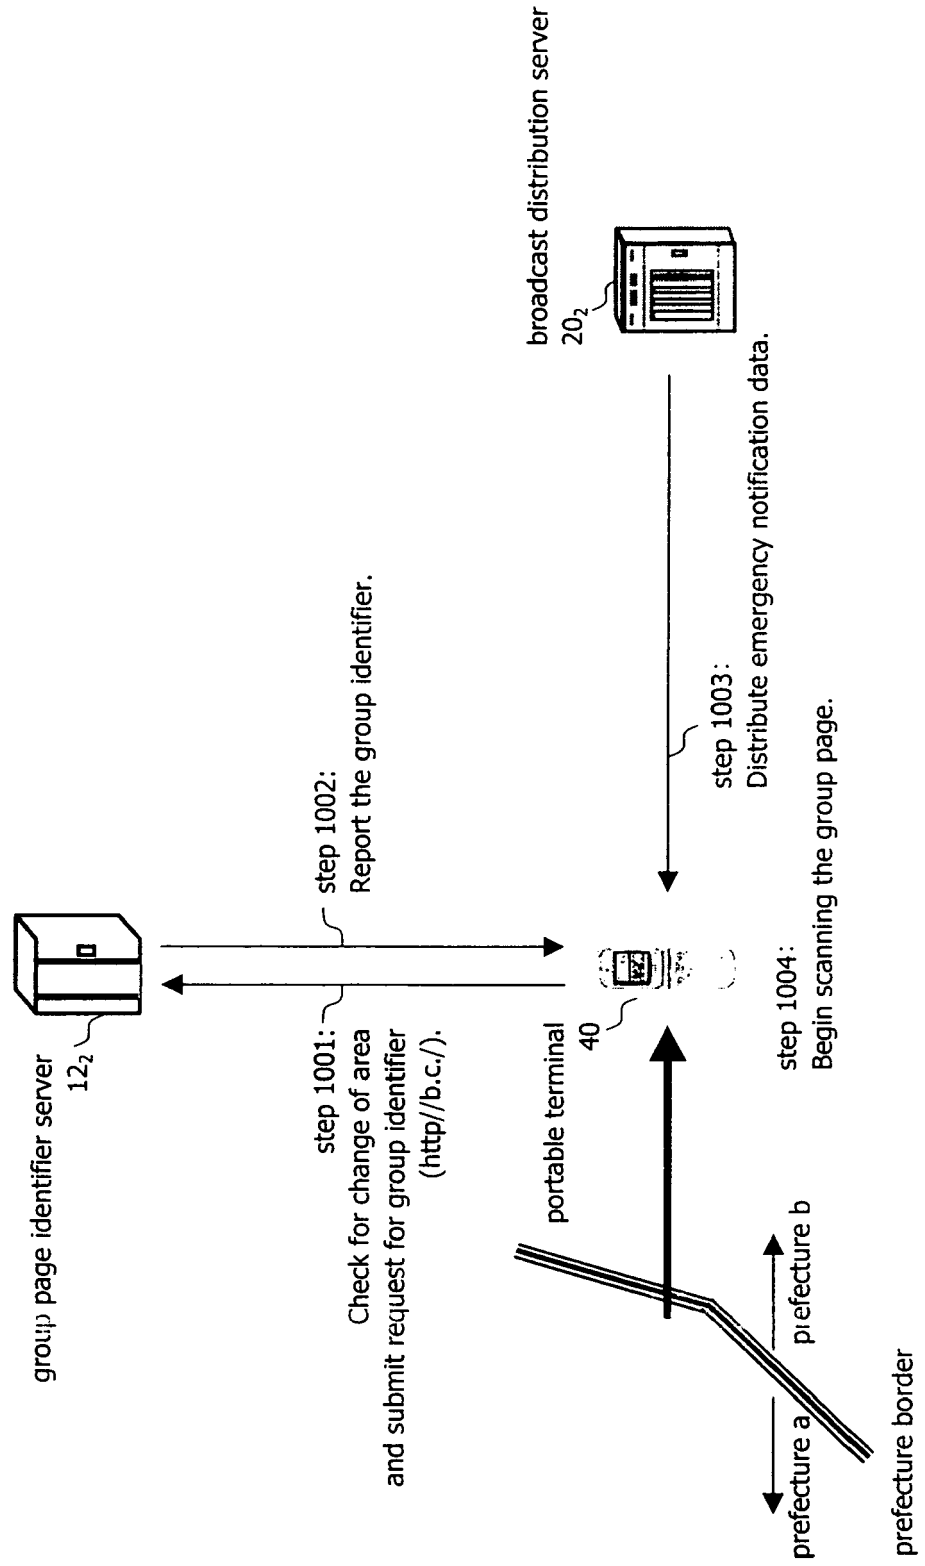 group page identifier server
12₂
step 1001:
Check for change of area
and submit request for group identifier
(http//b.c./).
step 1002:
Report the group identifier.
broadcast distribution server
20₂
portable terminal
40
step 1003:
Distribute emergency notification data.
step 1004:
Begin scanning the group page.
prefecture a
prefecture b
prefecture border